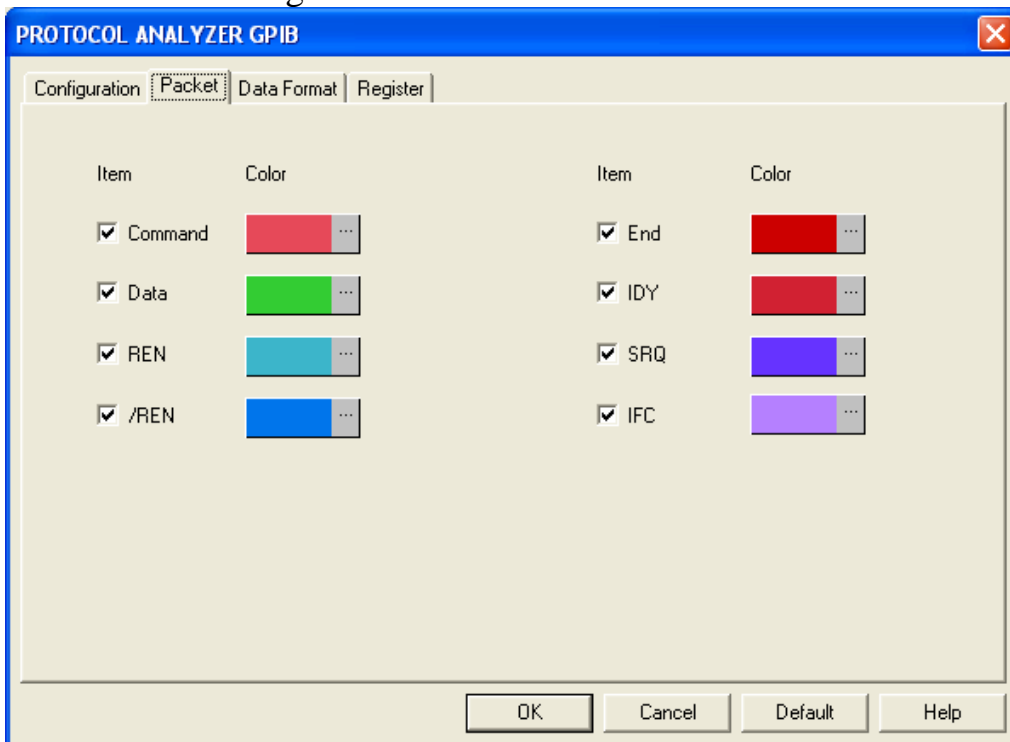 PROTOCOL ANALYZER GPIB
Configuration Packet Data Format Register
Item Color Item Color
Command ... End ...
Data ... IDY ...
REN ... SRQ ...
/REN ... IFC ...
OK Cancel Default Help